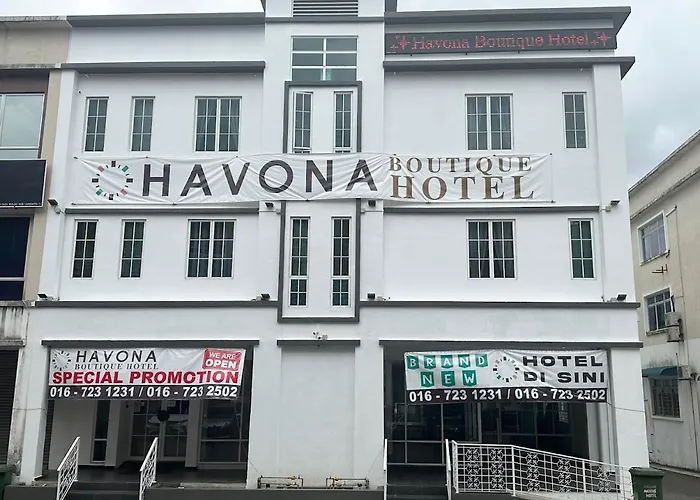 Havona Boutique Hotel
HAVONA BOUTIQUE HOTEL
HAVONA
BOUTIQUE HOTEL
WE ARE OPEN
SPECIAL PROMOTION
016 - 723 1231 / 016 - 723 2502
BRAND NEW
HOTEL DI SINI
016 - 723 1231 / 016 - 723 2502